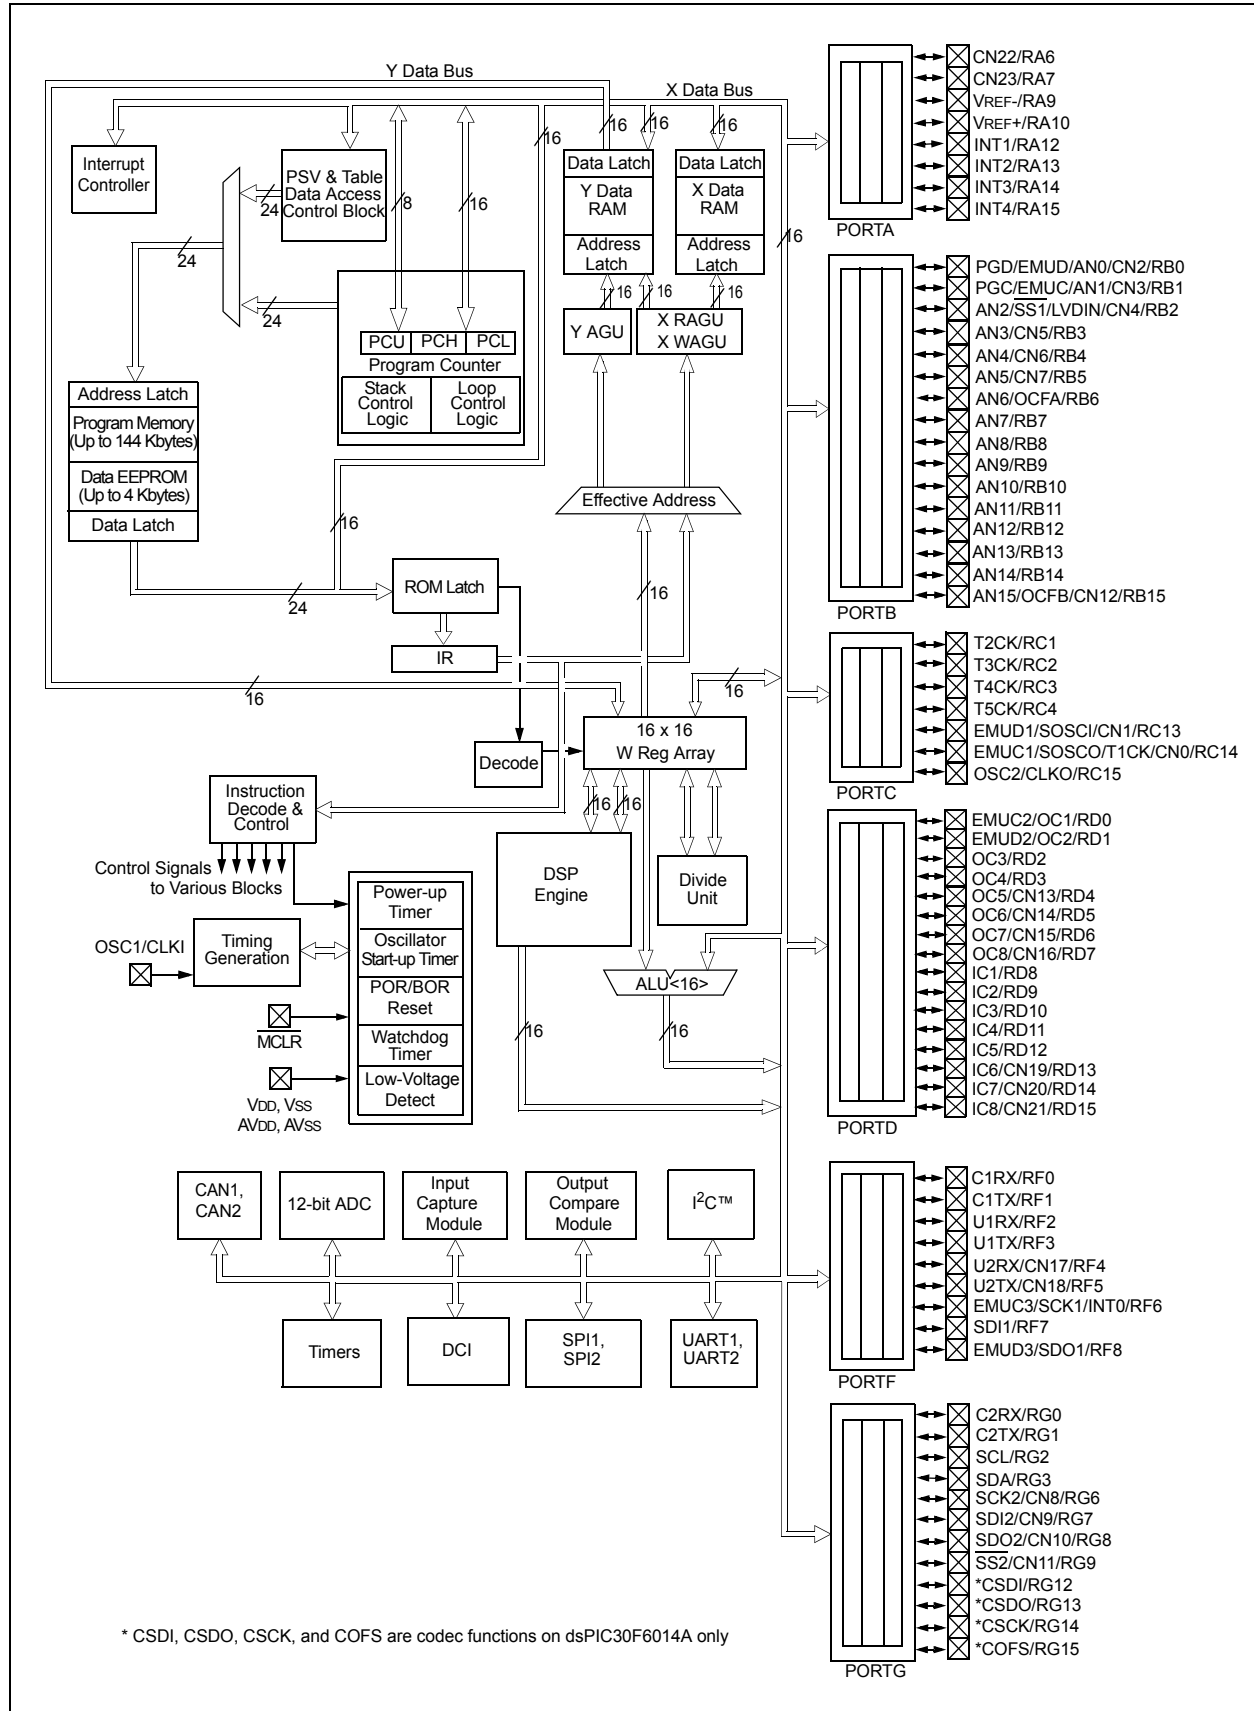 Y Data Bus
X Data Bus
16
16
16
16
Interrupt
Controller
PSV & Table
Data Access
Control Block
24
24
24
8
16
Data Latch
Y Data
RAM
Address
Latch
Data Latch
X Data
RAM
Address
Latch
16
16
16
16
Y AGU
X RAGU
X WAGU
PCU
PCH
PCL
Program Counter
Stack
Control
Logic
Loop
Control
Logic
Address Latch
Program Memory
(Up to 144 Kbytes)
Data EEPROM
(Up to 4 Kbytes)
Data Latch
16
24
Effective Address
ROM Latch
16
IR
16
16
16 x 16
W Reg Array
Decode
Instruction
Decode &
Control
16
16
Control Signals
to Various Blocks
DSP
Engine
Divide
Unit
Power-up
Timer
Oscillator
Start-up Timer
POR/BOR
Reset
Watchdog
Timer
Low-Voltage
Detect
OSC1/CLKI
Timing
Generation
MCLR
VDD, VSS
AVDD, AVSS
ALU<16>
16
16
CAN1,
CAN2
12-bit ADC
Input
Capture
Module
Output
Compare
Module
I²C™
Timers
DCI
SPI1,
SPI2
UART1,
UART2
CN22/RA6
CN23/RA7
VREF-/RA9
VREF+/RA10
INT1/RA12
INT2/RA13
INT3/RA14
INT4/RA15
PORTA
PGD/EMUD/AN0/CN2/RB0
PGC/EMUC/AN1/CN3/RB1
AN2/SS1/LVDIN/CN4/RB2
AN3/CN5/RB3
AN4/CN6/RB4
AN5/CN7/RB5
AN6/OCFA/RB6
AN7/RB7
AN8/RB8
AN9/RB9
AN10/RB10
AN11/RB11
AN12/RB12
AN13/RB13
AN14/RB14
AN15/OCFB/CN12/RB15
PORTB
T2CK/RC1
T3CK/RC2
T4CK/RC3
T5CK/RC4
EMUD1/SOSCI/CN1/RC13
EMUC1/SOSCO/T1CK/CN0/RC14
OSC2/CLKO/RC15
PORTC
EMUC2/OC1/RD0
EMUD2/OC2/RD1
OC3/RD2
OC4/RD3
OC5/CN13/RD4
OC6/CN14/RD5
OC7/CN15/RD6
OC8/CN16/RD7
IC1/RD8
IC2/RD9
IC3/RD10
IC4/RD11
IC5/RD12
IC6/CN19/RD13
IC7/CN20/RD14
IC8/CN21/RD15
PORTD
C1RX/RF0
C1TX/RF1
U1RX/RF2
U1TX/RF3
U2RX/CN17/RF4
U2TX/CN18/RF5
EMUC3/SCK1/INT0/RF6
SDI1/RF7
EMUD3/SDO1/RF8
PORTF
C2RX/RG0
C2TX/RG1
SCL/RG2
SDA/RG3
SCK2/CN8/RG6
SDI2/CN9/RG7
SDO2/CN10/RG8
SS2/CN11/RG9
*CSDI/RG12
*CSDO/RG13
*CSCK/RG14
*COFS/RG15
PORTG
* CSDI, CSDO, CSCK, and COFS are codec functions on dsPIC30F6014A only